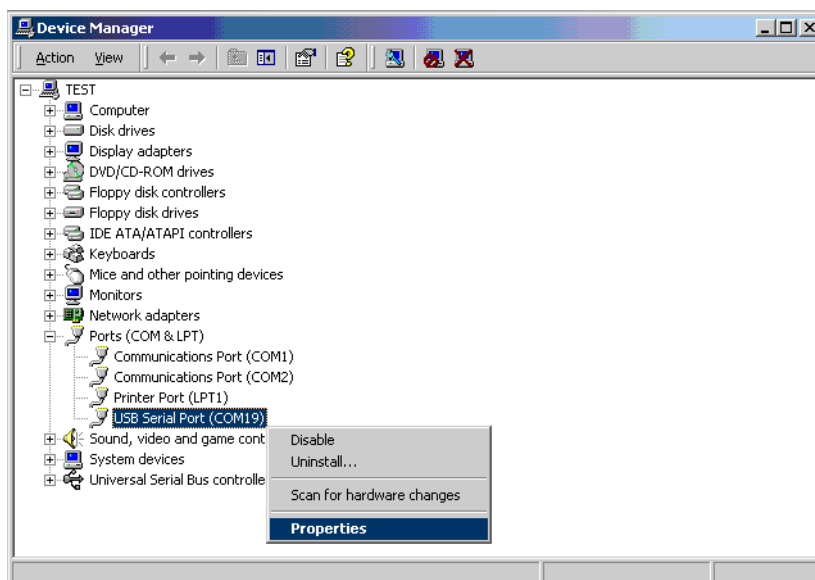 Device Manager
Action View
TEST
Computer
Disk drives
Display adapters
DVD/CD-ROM drives
Floppy disk controllers
Floppy disk drives
IDE ATA/ATAPI controllers
Keyboards
Mice and other pointing devices
Monitors
Network adapters
Ports (COM & LPT)
Communications Port (COM1)
Communications Port (COM2)
Printer Port (LPT1)
USB Serial Port (COM19)
Sound, video and game cont
System devices
Universal Serial Bus controlle
Disable
Uninstall...
Scan for hardware changes
Properties